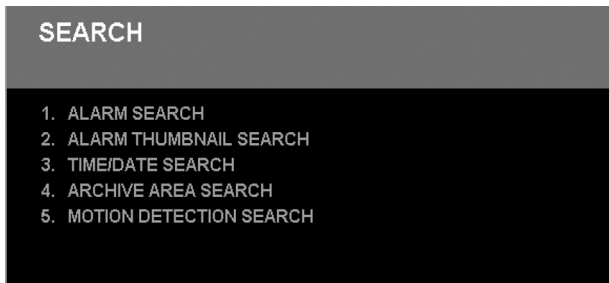 SEARCH
1. ALARM SEARCH
2. ALARM THUMBNAIL SEARCH
3. TIME/DATE SEARCH
4. ARCHIVE AREA SEARCH
5. MOTION DETECTION SEARCH